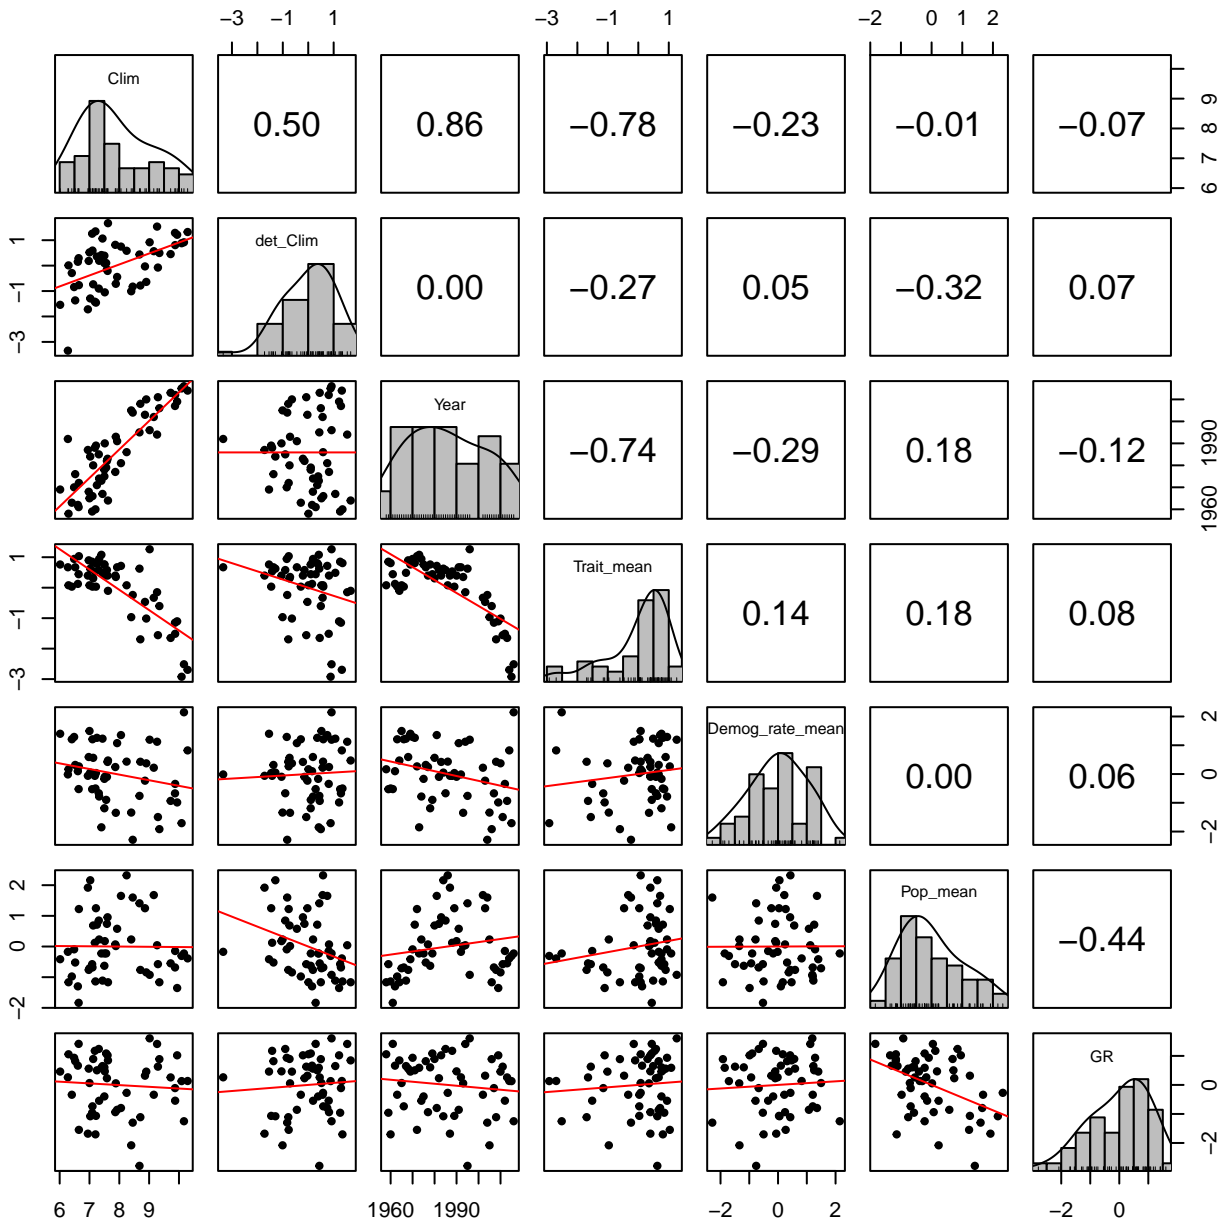 −3 −1 1 −3 −1 1 −2 0 2
Clim 0.50 0.86 −0.78 −0.23 −0.01 −0.07 6 7 8 9
−3 −1 1 det_Clim 0.00 −0.27 0.05 −0.32 0.07
Year −0.74 −0.29 0.18 −0.12 1960 1990
−3 −1 1 Trait_mean 0.14 0.18 0.08
Demog_rate_mean 0.00 0.06 −2 0 2
−2 0 1 2 Pop_mean −0.44
GR −2 0
6 7 8 9 1960 1990 −2 0 2 −2 0